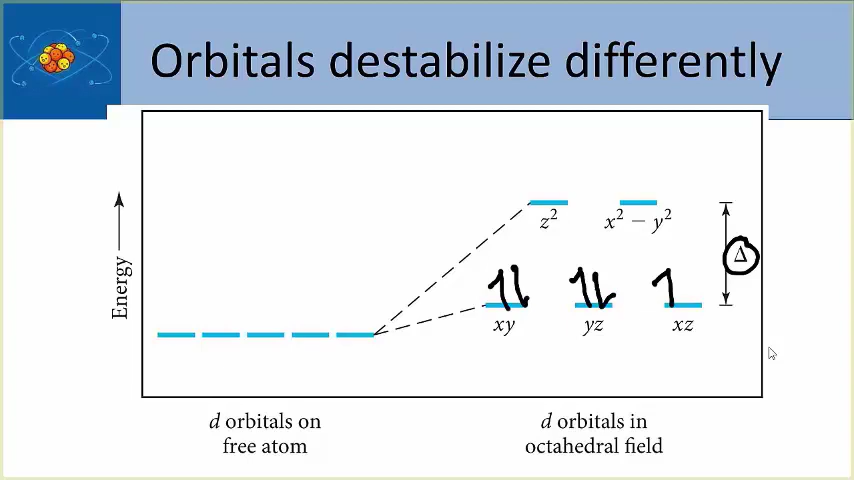 Orbitals destabilize differently
Energy
z²
x² − y²
Δ
xy
yz
xz
d orbitals on
free atom
d orbitals in
octahedral field